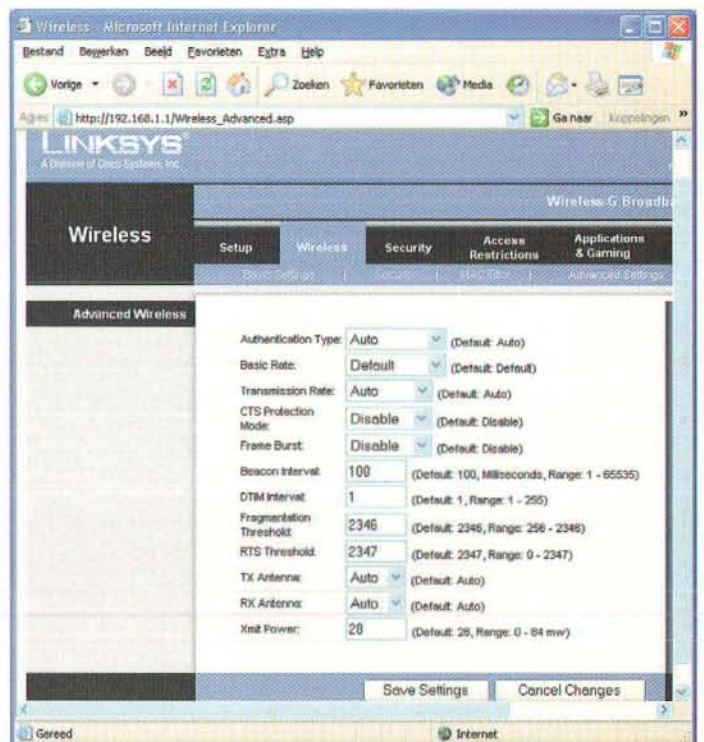 Wireless - Microsoft Internet Explorer
Bestand Bewerken Beeld Favorieten Extra Help
Vorige Zoeken Favorieten Media
Adres http://192.168.1.1/Wireless_Advanced.asp Ga naar Koppelingen »
LINKSYS®
A Division of Cisco Systems, Inc.
Wireless-G Broadba
Wireless
Setup Wireless Security Access Restrictions Applications & Gaming
Basic Settings | Security | MAC Filter | Advanced Settings
Advanced Wireless
Authentication Type: Auto (Default: Auto)
Basic Rate: Default (Default: Default)
Transmission Rate: Auto (Default: Auto)
CTS Protection Mode: Disable (Default: Disable)
Frame Burst: Disable (Default: Disable)
Beacon Interval: 100 (Default: 100, Milliseconds, Range: 1 - 65535)
DTIM Interval: 1 (Default: 1, Range: 1 - 255)
Fragmentation Threshold: 2346 (Default: 2346, Range: 256 - 2346)
RTS Threshold: 2347 (Default: 2347, Range: 0 - 2347)
TX Antenna: Auto (Default: Auto)
RX Antenna: Auto (Default: Auto)
Xmit Power: 28 (Default: 28, Range: 0 - 84 mw)
Save Settings Cancel Changes
Gereed Internet